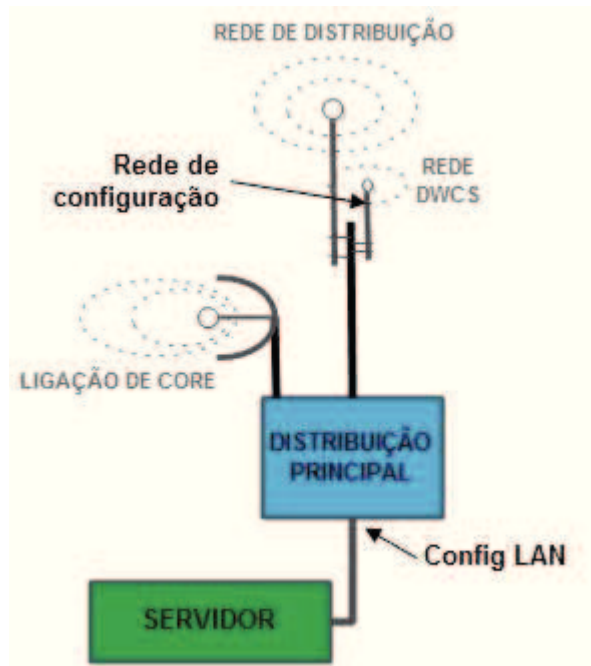 REDE DE DISTRIBUIÇÃO
Rede de
configuração
REDE
DWCS
LIGAÇÃO DE CORE
DISTRIBUIÇÃO
PRINCIPAL
Config LAN
SERVIDOR